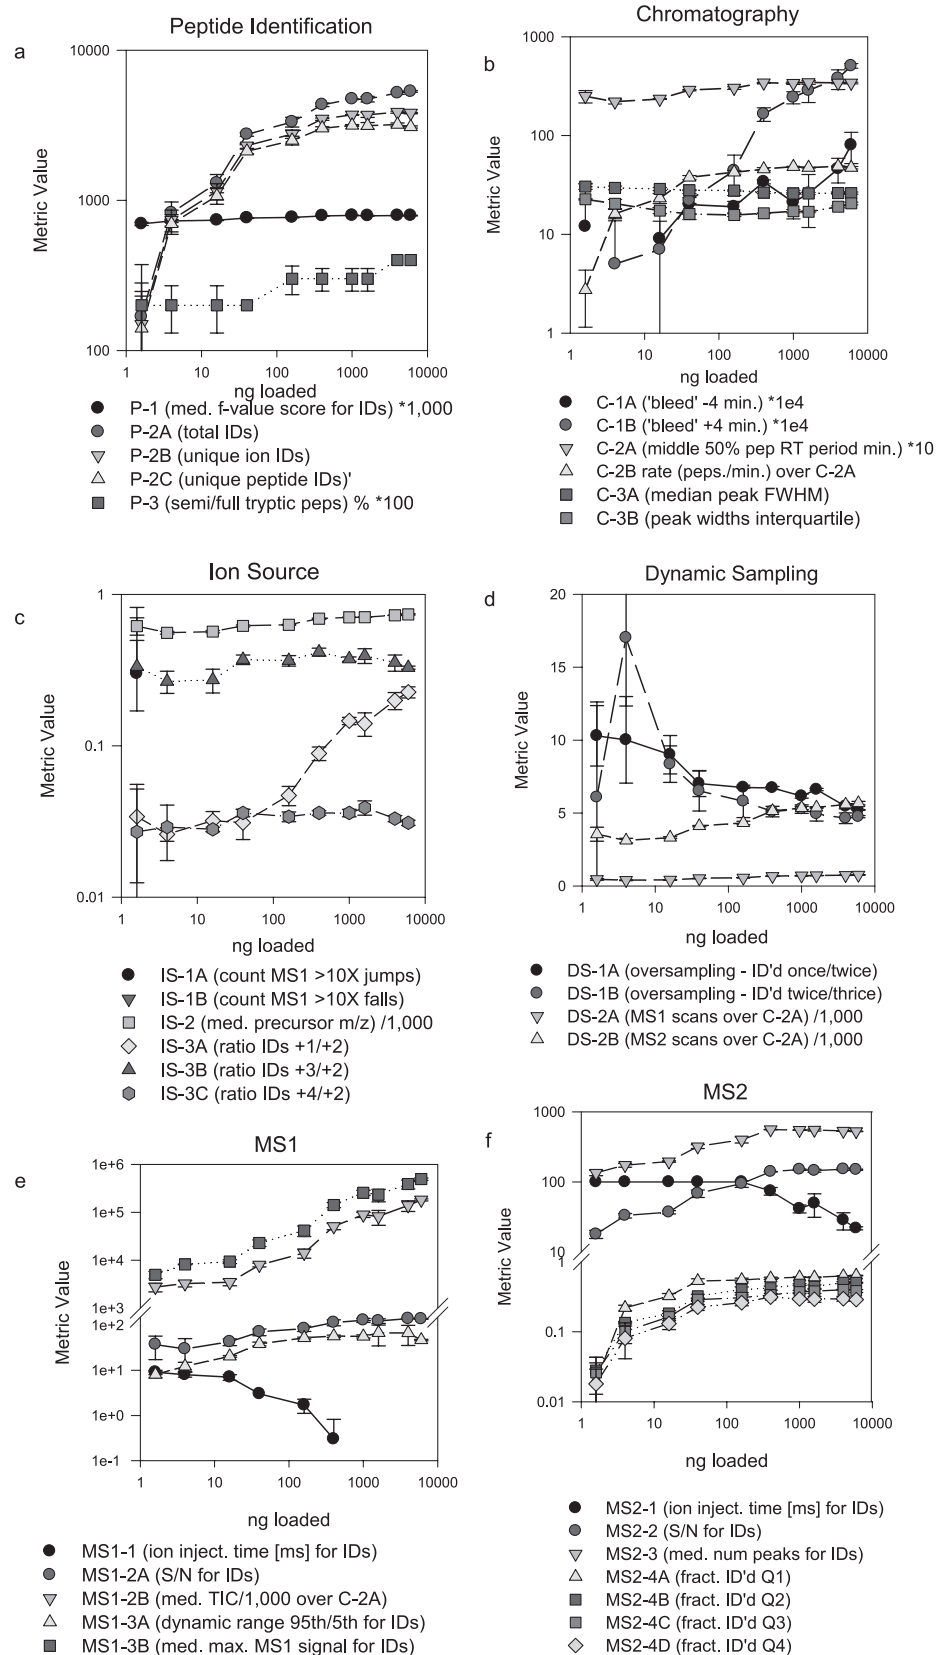 Peptide Identification
a
10000
1000
100
Metric Value
1
10
100
1000
10000
ng loaded
P-1 (med. f-value score for IDs) *1,000
P-2A (total IDs)
P-2B (unique ion IDs)
P-2C (unique peptide IDs)'
P-3 (semi/full tryptic peps) % *100
Chromatography
b
1000
100
10
1
Metric Value
1
10
100
1000
10000
ng loaded
C-1A ('bleed' -4 min.) *1e4
C-1B ('bleed' +4 min.) *1e4
C-2A (middle 50% pep RT period min.) *10
C-2B rate (peps./min.) over C-2A
C-3A (median peak FWHM)
C-3B (peak widths interquartile)
Ion Source
c
1
0.1
0.01
Metric Value
1
10
100
1000
10000
ng loaded
IS-1A (count MS1 >10X jumps)
IS-1B (count MS1 >10X falls)
IS-2 (med. precursor m/z) /1,000
IS-3A (ratio IDs +1/+2)
IS-3B (ratio IDs +3/+2)
IS-3C (ratio IDs +4/+2)
Dynamic Sampling
d
20
15
10
5
0
Metric Value
1
10
100
1000
10000
ng loaded
DS-1A (oversampling - ID'd once/twice)
DS-1B (oversampling - ID'd twice/thrice)
DS-2A (MS1 scans over C-2A) /1,000
DS-2B (MS2 scans over C-2A) /1,000
MS1
e
1e+6
1e+5
1e+4
1e+3
1e+2
1e+1
1e+0
1e-1
Metric Value
1
10
100
1000
10000
ng loaded
MS1-1 (ion inject. time [ms] for IDs)
MS1-2A (S/N for IDs)
MS1-2B (med. TIC/1,000 over C-2A)
MS1-3A (dynamic range 95th/5th for IDs)
MS1-3B (med. max. MS1 signal for IDs)
MS2
f
1000
100
10
1
0.1
0.01
Metric Value
1
10
100
1000
10000
ng loaded
MS2-1 (ion inject. time [ms] for IDs)
MS2-2 (S/N for IDs)
MS2-3 (med. num peaks for IDs)
MS2-4A (fract. ID'd Q1)
MS2-4B (fract. ID'd Q2)
MS2-4C (fract. ID'd Q3)
MS2-4D (fract. ID'd Q4)